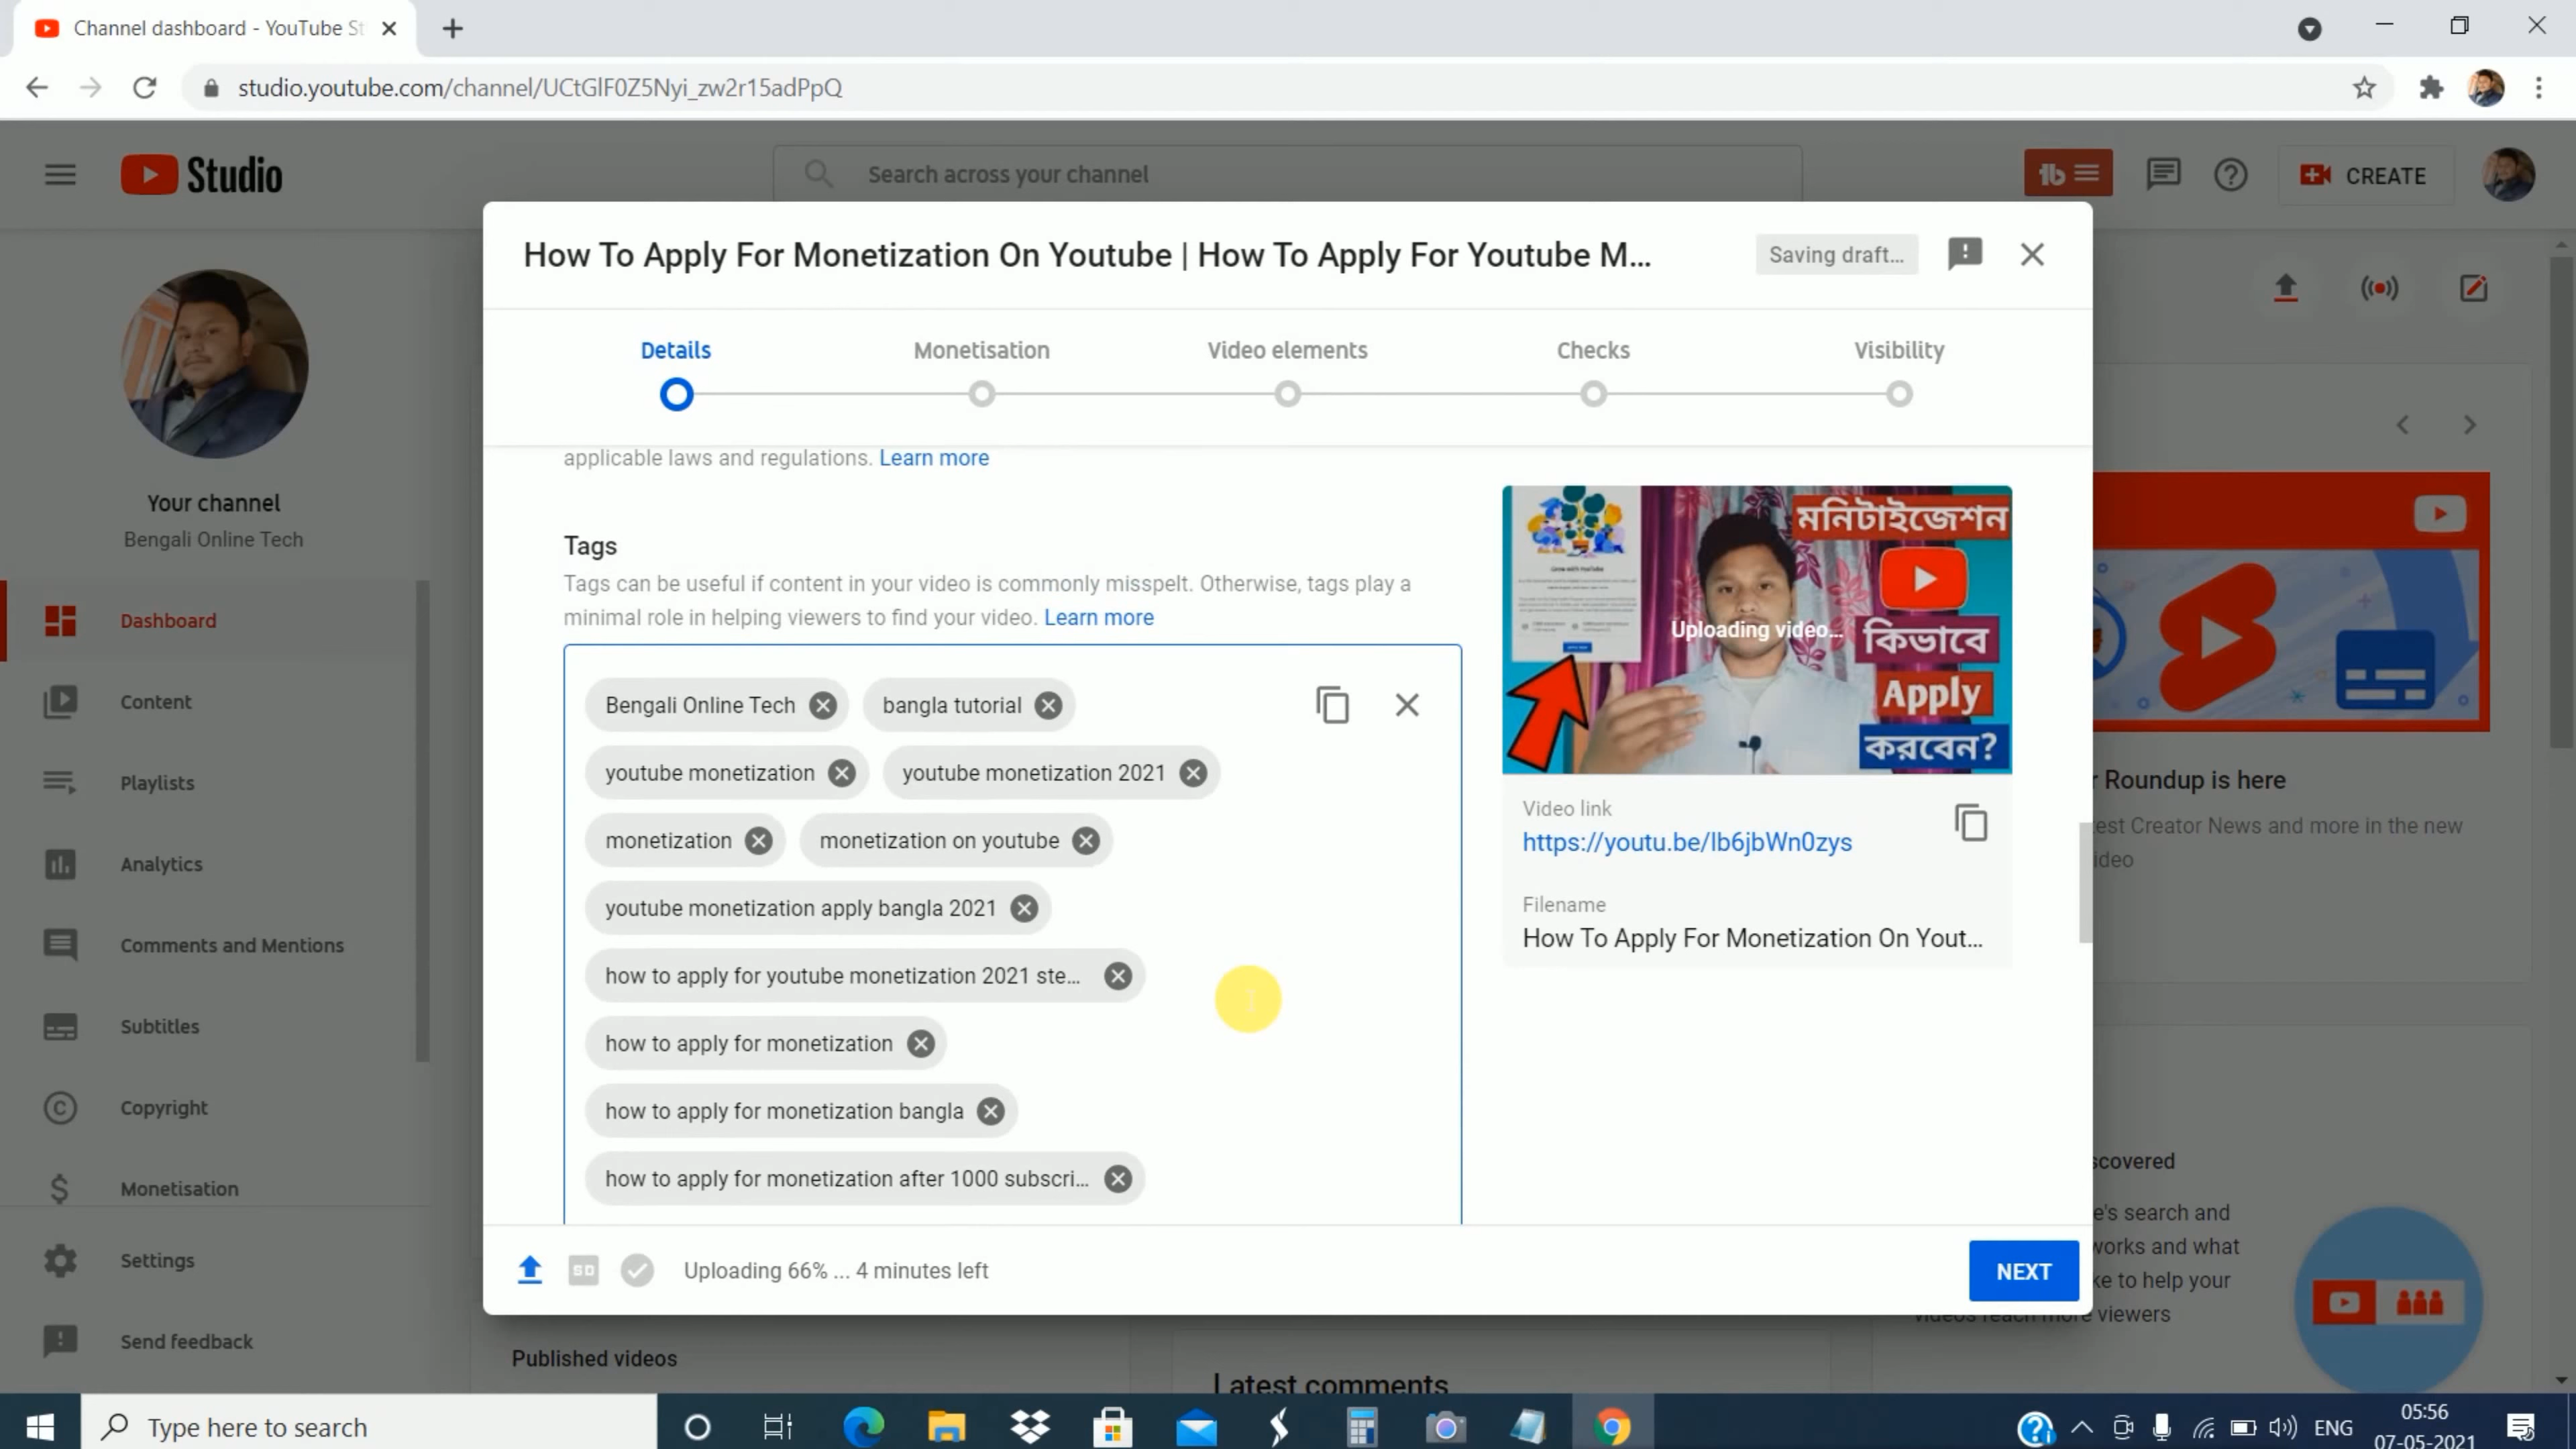 Channel dashboard - YouTube St
studio.youtube.com/channel/UCtGlF0Z5Nyi_zw2r15adPpQ
Studio
Search across your channel
CREATE
How To Apply For Monetization On Youtube | How To Apply For Youtube M...
Saving draft...
Details
Monetisation
Video elements
Checks
Visibility
Your channel
Bengali Online Tech
Dashboard
Content
Playlists
Analytics
Comments and Mentions
Subtitles
Copyright
Monetisation
Settings
Send feedback
applicable laws and regulations. Learn more
Tags
Tags can be useful if content in your video is commonly misspelt. Otherwise, tags play a
minimal role in helping viewers to find your video. Learn more
Bengali Online Tech
bangla tutorial
youtube monetization
youtube monetization 2021
monetization
monetization on youtube
youtube monetization apply bangla 2021
how to apply for youtube monetization 2021 ste...
how to apply for monetization
how to apply for monetization bangla
how to apply for monetization after 1000 subscri...
মনিটাইজেশন
Uploading video...
কিভাবে
Apply
করবেন?
Video link
https://youtu.be/lb6jbWn0zys
Filename
How To Apply For Monetization On Yout...
SD
Uploading 66% ... 4 minutes left
NEXT
r Roundup is here
est Creator News and more in the new
ideo
scovered
e's search and
works and what
ke to help your
videos reach more viewers
Published videos
Latest comments
Type here to search
ENG
05:56
07-05-2021